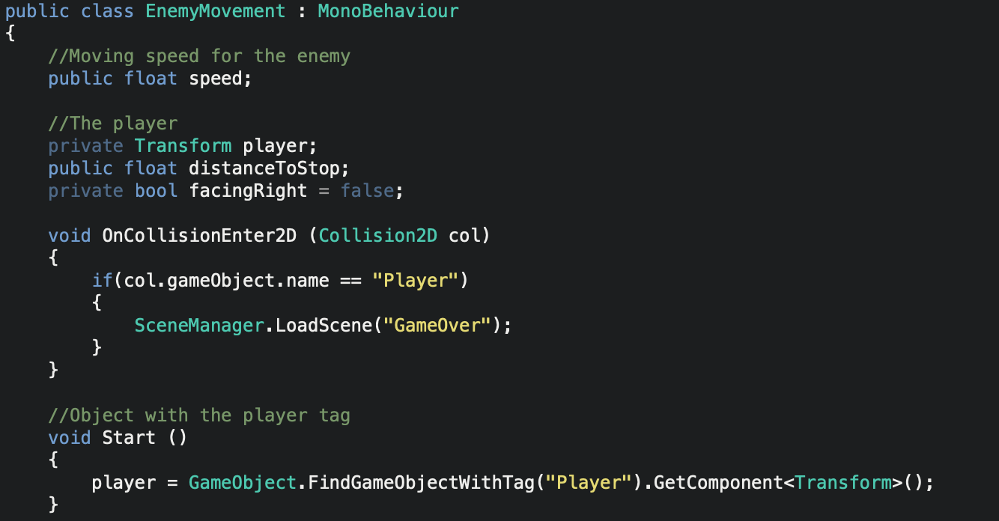 public class EnemyMovement : MonoBehaviour
{
    //Moving speed for the enemy
    public float speed;

    //The player
    private Transform player;
    public float distanceToStop;
    private bool facingRight = false;

    void OnCollisionEnter2D (Collision2D col)
    {
        if(col.gameObject.name == "Player")
        {
            SceneManager.LoadScene("GameOver");
        }
    }

    //Object with the player tag
    void Start ()
    {
        player = GameObject.FindGameObjectWithTag("Player").GetComponent<Transform>();
    }